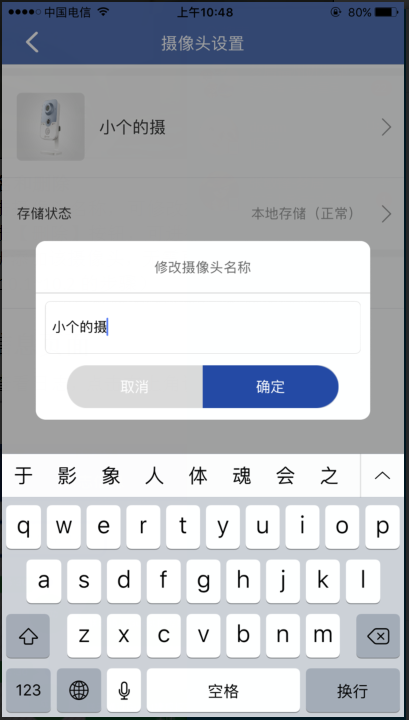 中国电信 上午10:48 80%
摄像头设置
小个的摄
存储状态 本地存储（正常）
修改摄像头名称
小个的摄
取消 确定
于 影 象 人 体 魂 会 之
q w e r t y u i o p
a s d f g h j k l
z x c v b n m
123 空格 换行